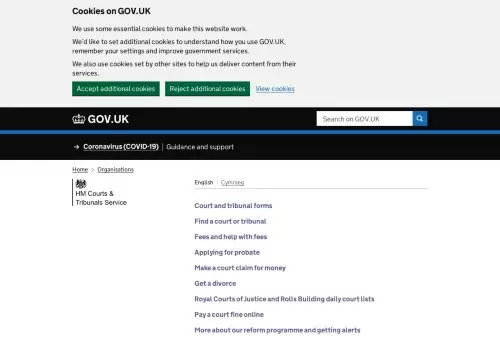 Cookies on GOV.UK
We use some essential cookies to make this website work.
We'd like to set additional cookies to understand how you use GOV.UK,
remember your settings and improve government services.
We also use cookies set by other sites to help us deliver content from their
services.
Accept additional cookies Reject additional cookies View cookies
GOV.UK Search on GOV.UK
→ Coronavirus (COVID-19) | Guidance and support
Home > Organisations
HM Courts &
Tribunals Service
English | Cymraeg
Court and tribunal forms
Find a court or tribunal
Fees and help with fees
Applying for probate
Make a court claim for money
Get a divorce
Royal Courts of Justice and Rolls Building daily court lists
Pay a court fine online
More about our reform programme and getting alerts